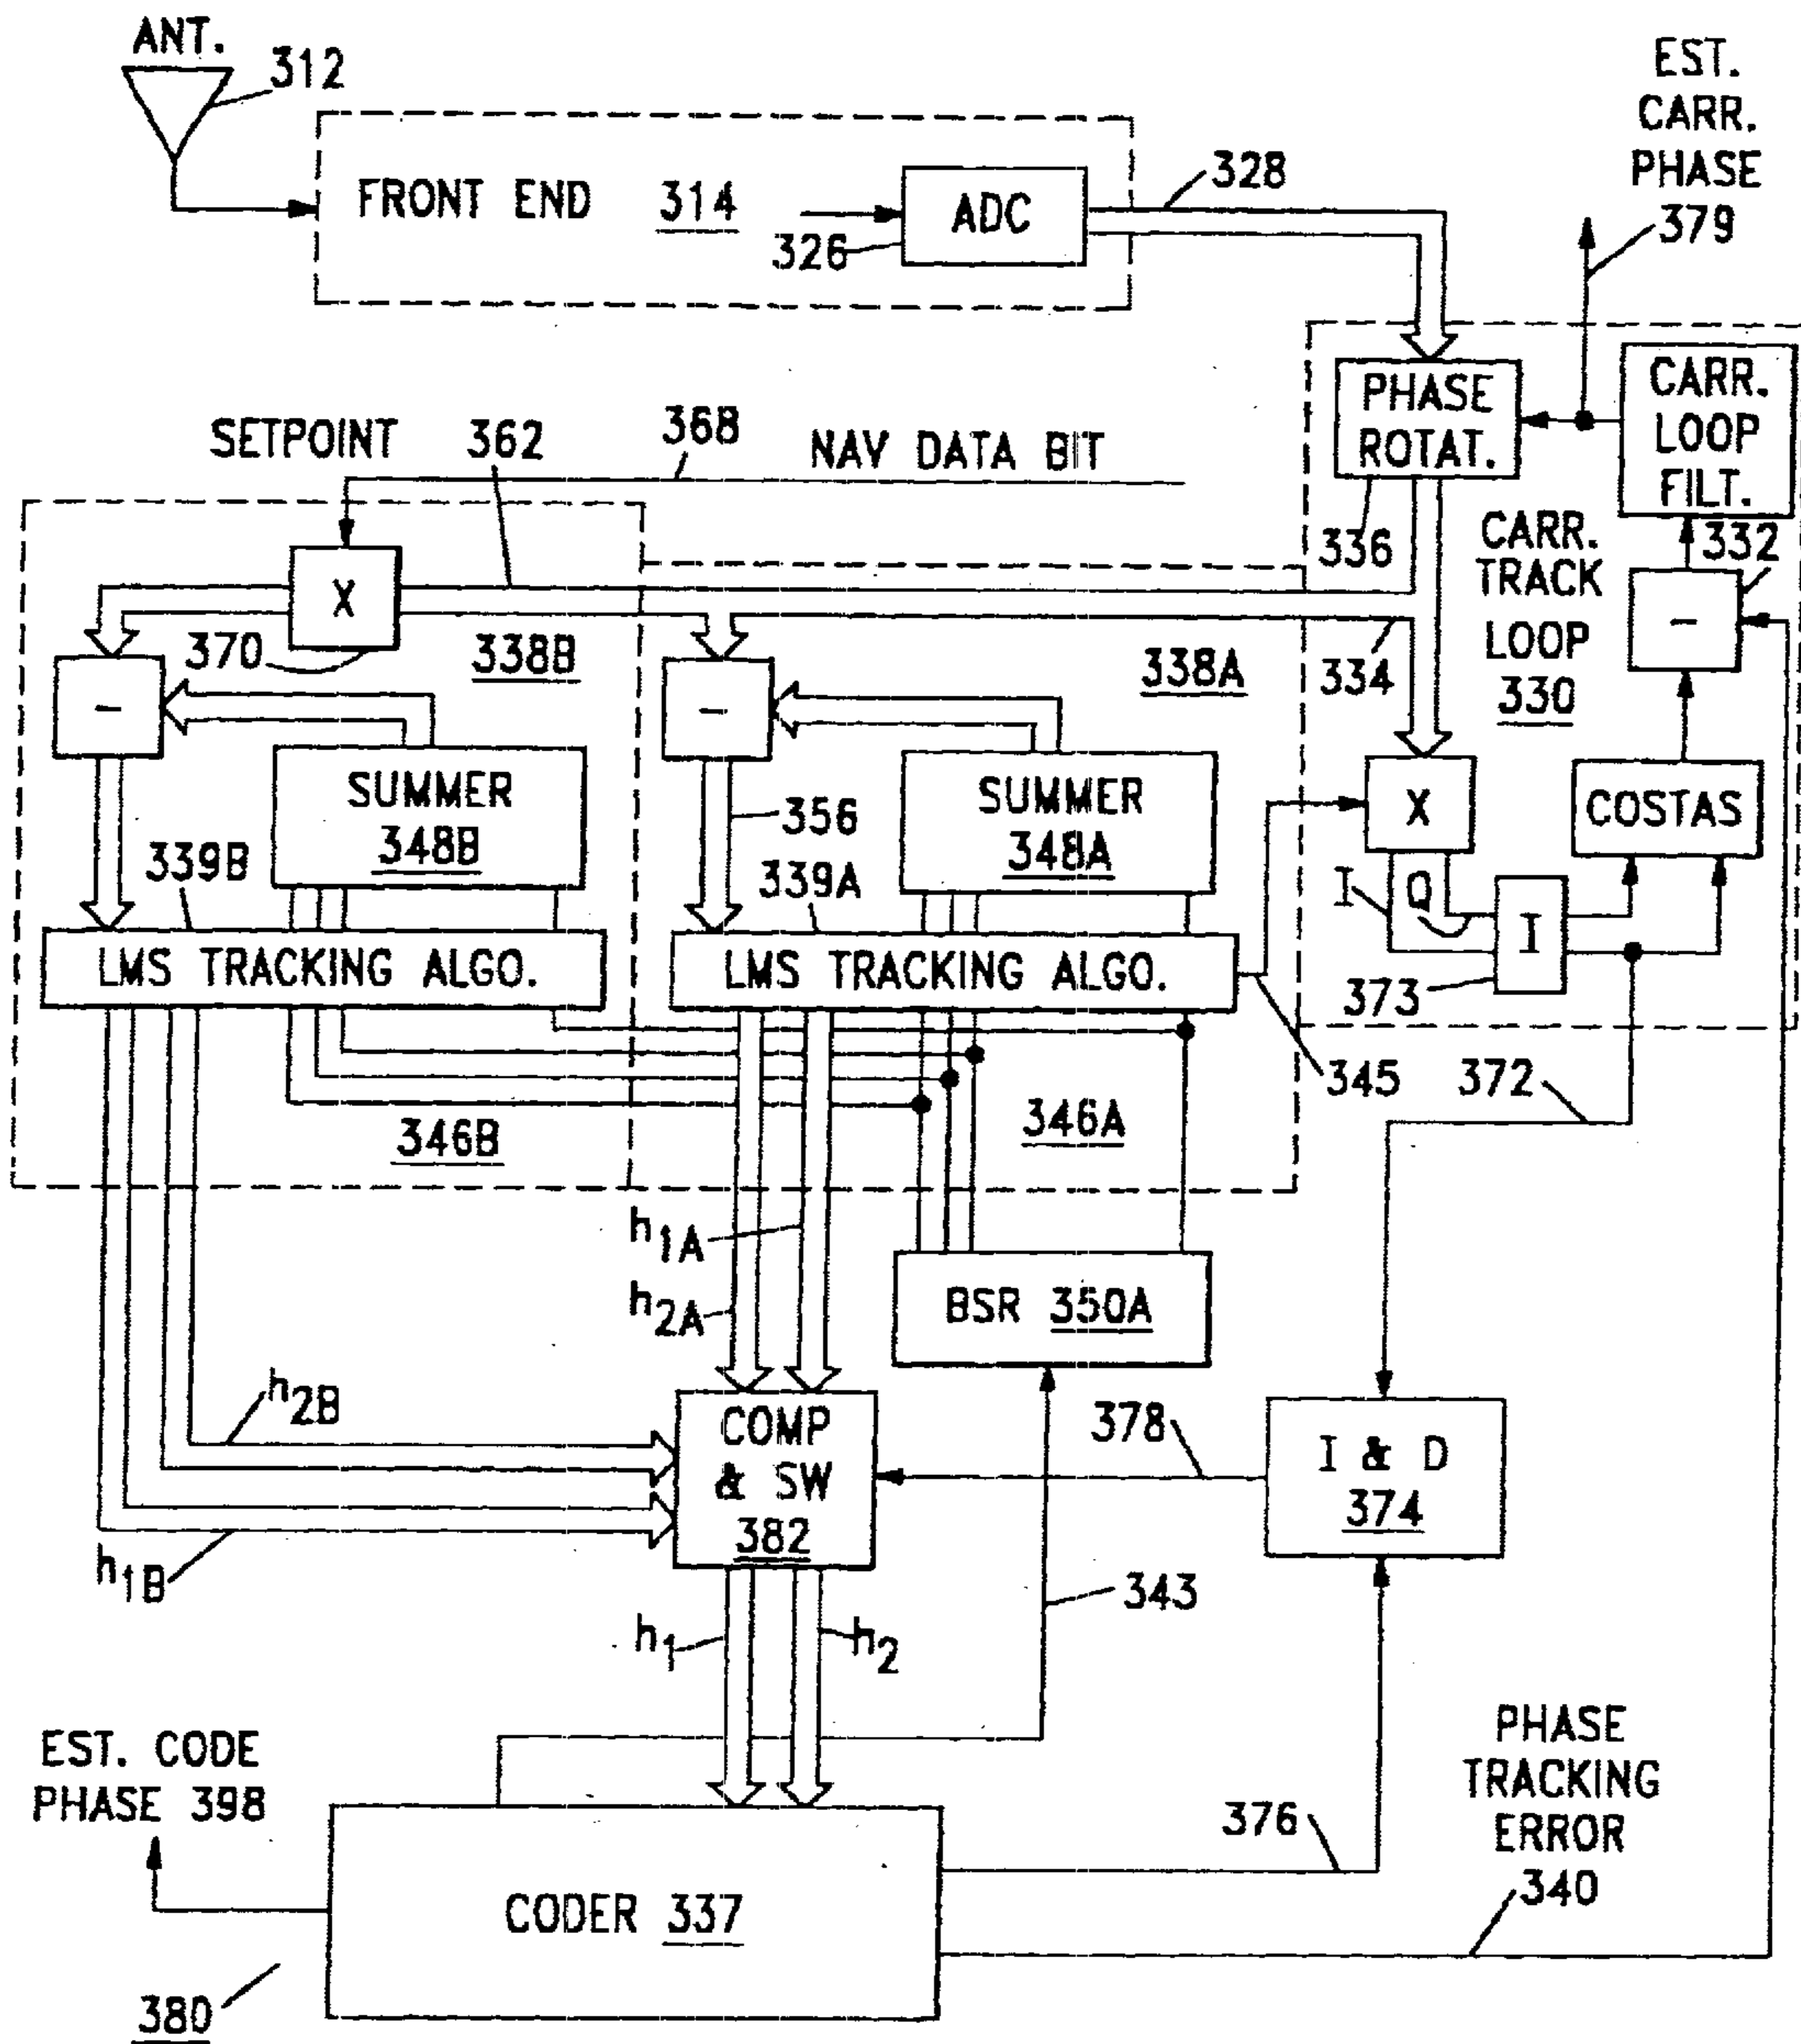 ANT.
312
EST.
CARR.
PHASE
379
FRONT END 314
326
ADC
328
PHASE
ROTAT.
336
CARR.
LOOP
FILT.
332
SETPOINT
362
368
NAV DATA BIT
CARR.
TRACK
LOOP
330
334
X
370
338B
338A
-
-
-
SUMMER
348B
SUMMER
348A
356
X
COSTAS
339B
339A
I
Q
I
373
LMS TRACKING ALGO.
LMS TRACKING ALGO.
345
372
346B
346A
h1A
h2A
BSR 350A
h2B
h1B
COMP
& SW
382
378
I & D
374
343
h1
h2
EST. CODE
PHASE 398
PHASE
TRACKING
ERROR
340
376
CODER 337
380